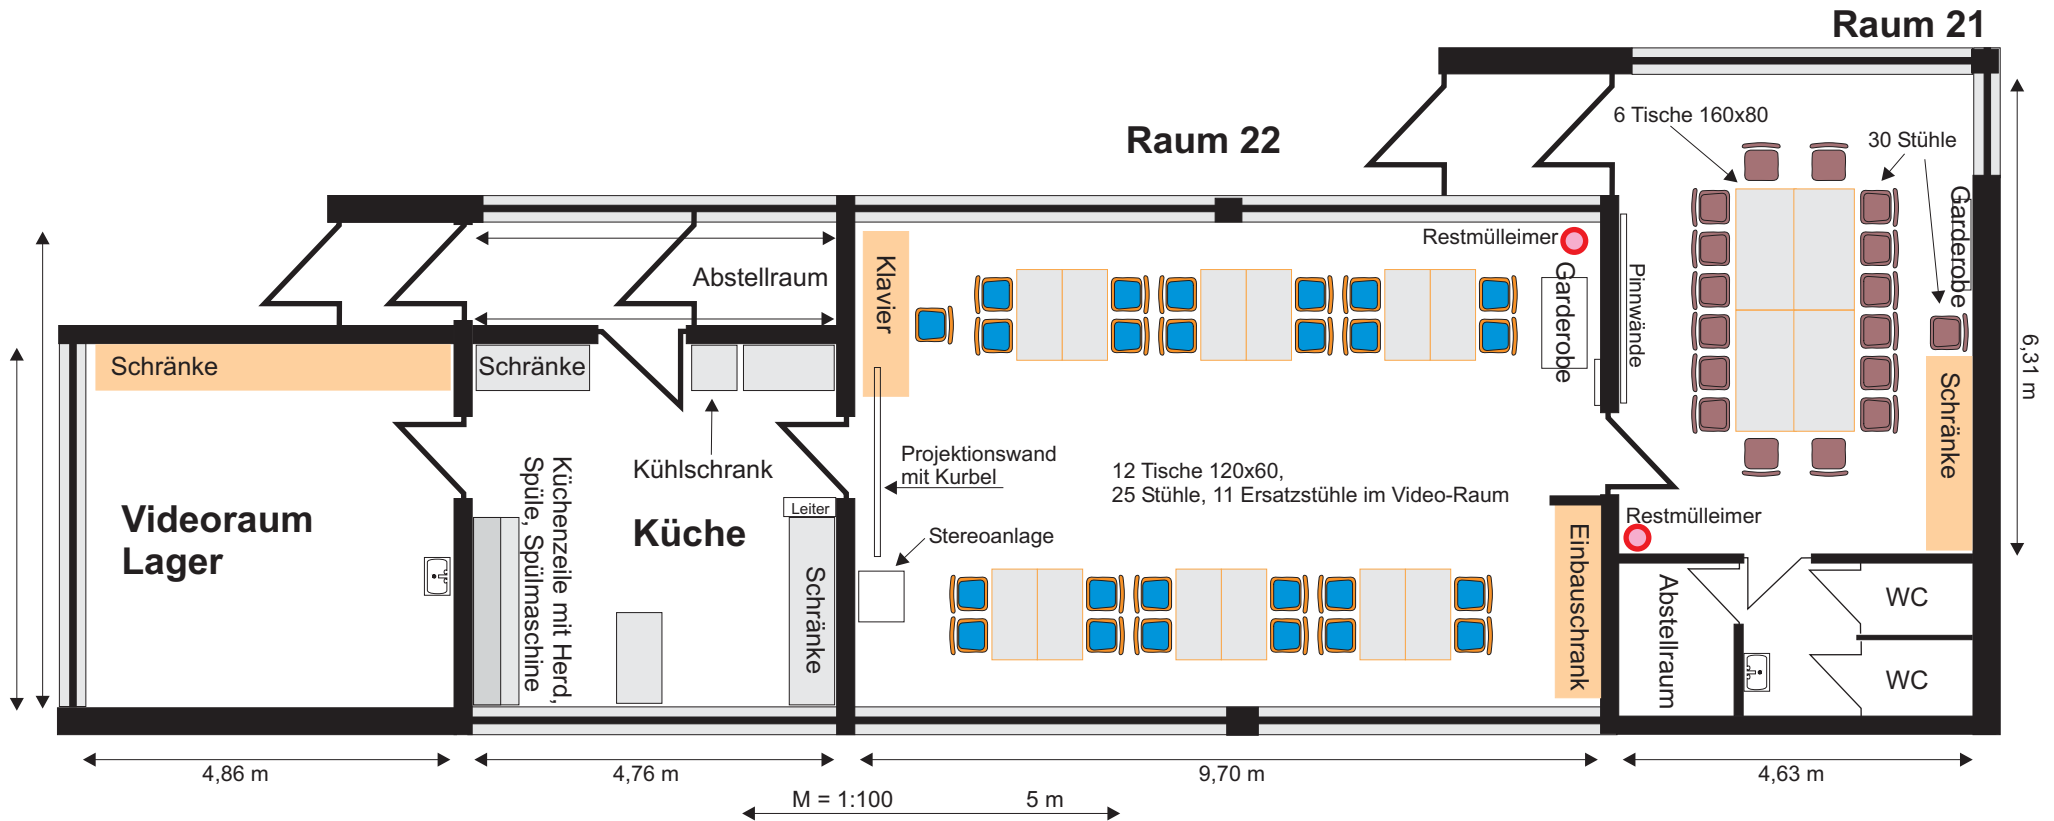 Raum 21
6 Tische 160x80
30 Stühle
Raum 22
Garderobe
Restmülleimer
Klavier
Garderobe
Pinnwände
Abstellraum
6,31 m
Schränke
Schränke
Schränke
Kühlschrank
Projektionswand
mit Kurbel
12 Tische 120x60,
25 Stühle, 11 Ersatzstühle im Video-Raum
Videoraum
Lager
Küchenzeile mit Herd,
Spüle, Spülmaschine
Küche
Leiter
Stereoanlage
Schränke
Einbauschrank
Restmülleimer
Abstellraum
WC
WC
4,86 m
4,76 m
9,70 m
4,63 m
M = 1:100
5 m